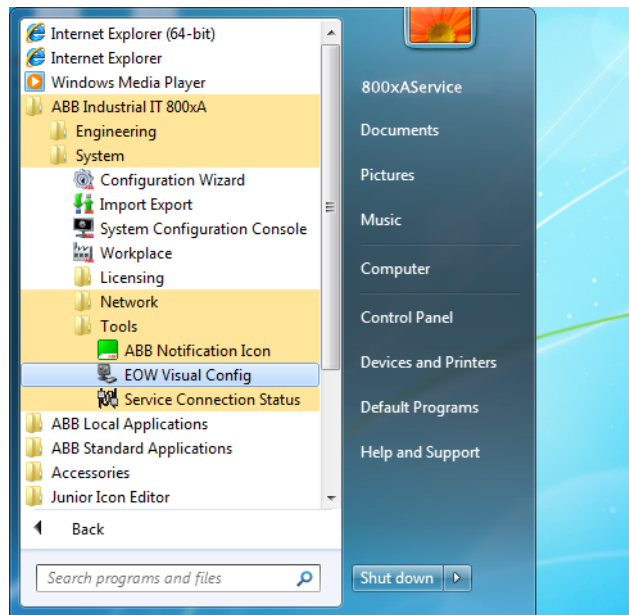 Internet Explorer (64-bit)
Internet Explorer
Windows Media Player
ABB Industrial IT 800xA
Engineering
System
Configuration Wizard
Import Export
System Configuration Console
Workplace
Licensing
Network
Tools
ABB Notification Icon
EOW Visual Config
Service Connection Status
ABB Local Applications
ABB Standard Applications
Accessories
Junior Icon Editor
Back
Search programs and files
800xAService
Documents
Pictures
Music
Computer
Control Panel
Devices and Printers
Default Programs
Help and Support
Shut down